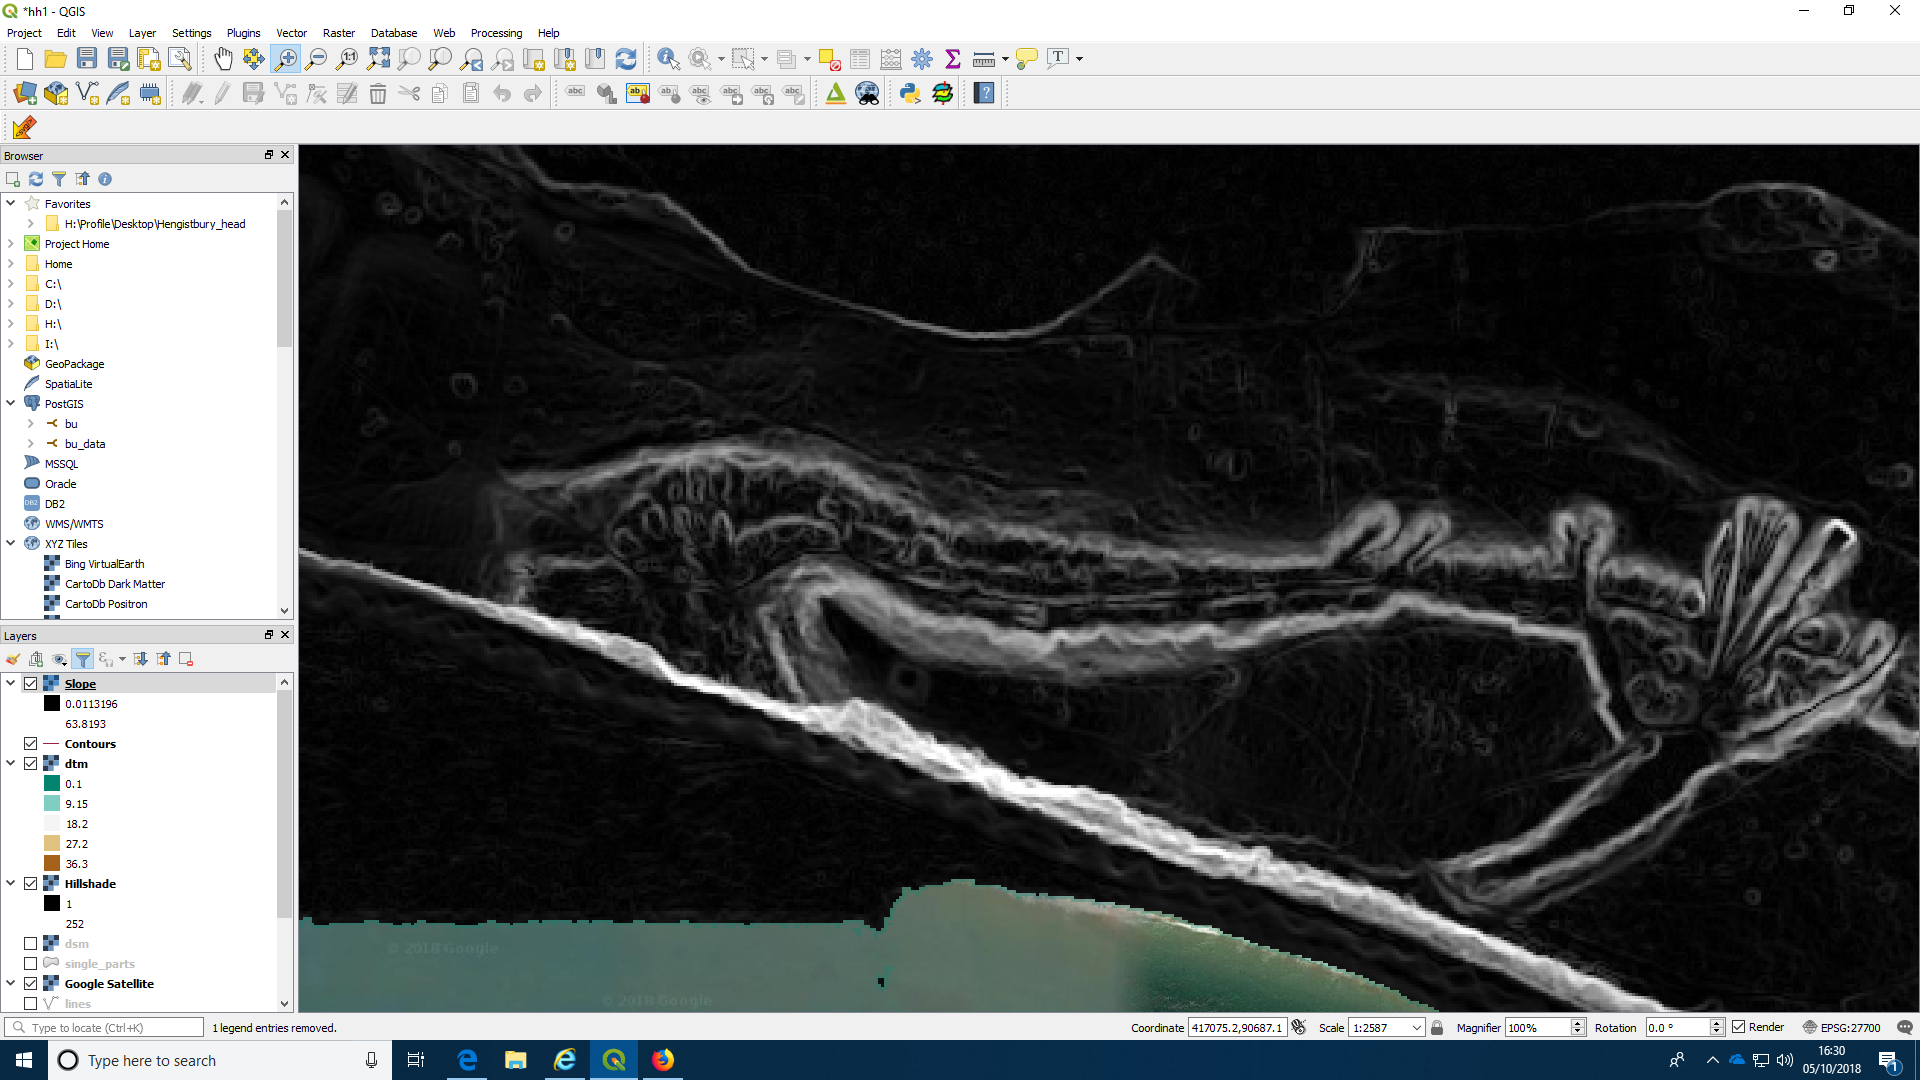 *hh1 - QGIS
Project Edit View Layer Settings Plugins Vector Raster Database Web Processing Help
Browser
Favorites
H:\Profile\Desktop\Hengistbury_head
Project Home
Home
C:\
D:\
H:\
I:\
GeoPackage
SpatiaLite
PostGIS
bu
bu_data
MSSQL
Oracle
DB2
WMS/WMTS
XYZ Tiles
Bing VirtualEarth
CartoDb Dark Matter
CartoDb Positron
Layers
Slope
0.0113196
63.8193
Contours
dtm
0.1
9.15
18.2
27.2
36.3
Hillshade
1
252
dsm
single_parts
Google Satellite
lines
© 2018 Google
© 2018 Google
Type to locate (Ctrl+K) 1 legend entries removed. Coordinate 417075.2,90687.1 Scale 1:2587 Magnifier 100% Rotation 0.0 ° Render EPSG:27700
Type here to search
16:30
05/10/2018
1